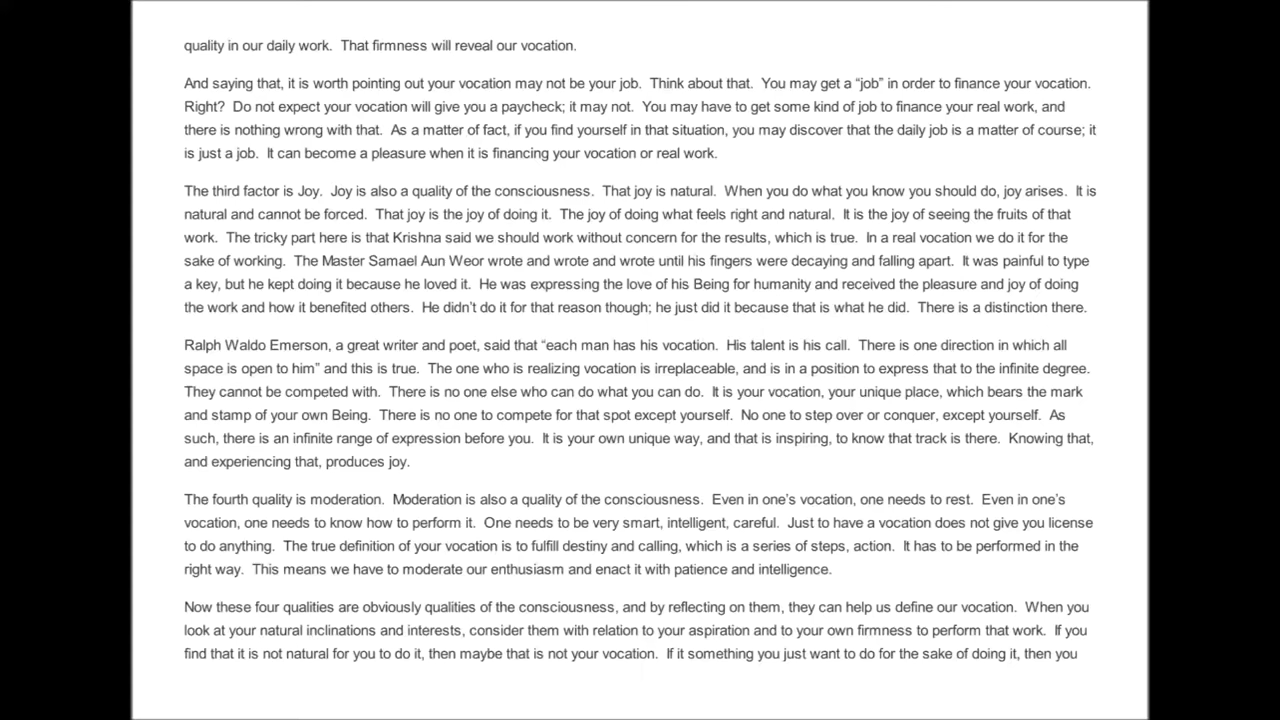 quality in our daily work.  That firmness will reveal our vocation.
And saying that, it is worth pointing out your vocation may not be your job.  Think about that.  You may get a “job” in order to finance your vocation.
Right?  Do not expect your vocation will give you a paycheck; it may not.  You may have to get some kind of job to finance your real work, and
there is nothing wrong with that.  As a matter of fact, if you find yourself in that situation, you may discover that the daily job is a matter of course; it
is just a job.  It can become a pleasure when it is financing your vocation or real work.
The third factor is Joy.  Joy is also a quality of the consciousness.  That joy is natural.  When you do what you know you should do, joy arises.  It is
natural and cannot be forced.  That joy is the joy of doing it.  The joy of doing what feels right and natural.  It is the joy of seeing the fruits of that
work.  The tricky part here is that Krishna said we should work without concern for the results, which is true.  In a real vocation we do it for the
sake of working.  The Master Samael Aun Weor wrote and wrote and wrote until his fingers were decaying and falling apart.  It was painful to type
a key, but he kept doing it because he loved it.  He was expressing the love of his Being for humanity and received the pleasure and joy of doing
the work and how it benefited others.  He didn’t do it for that reason though; he just did it because that is what he did.  There is a distinction there.
Ralph Waldo Emerson, a great writer and poet, said that “each man has his vocation.  His talent is his call.  There is one direction in which all
space is open to him” and this is true.  The one who is realizing vocation is irreplaceable, and is in a position to express that to the infinite degree.
They cannot be competed with.  There is no one else who can do what you can do.  It is your vocation, your unique place, which bears the mark
and stamp of your own Being.  There is no one to compete for that spot except yourself.  No one to step over or conquer, except yourself.  As
such, there is an infinite range of expression before you.  It is your own unique way, and that is inspiring, to know that track is there.  Knowing that,
and experiencing that, produces joy.
The fourth quality is moderation.  Moderation is also a quality of the consciousness.  Even in one’s vocation, one needs to rest.  Even in one’s
vocation, one needs to know how to perform it.  One needs to be very smart, intelligent, careful.  Just to have a vocation does not give you license
to do anything.  The true definition of your vocation is to fulfill destiny and calling, which is a series of steps, action.  It has to be performed in the
right way.  This means we have to moderate our enthusiasm and enact it with patience and intelligence.
Now these four qualities are obviously qualities of the consciousness, and by reflecting on them, they can help us define our vocation.  When you
look at your natural inclinations and interests, consider them with relation to your aspiration and to your own firmness to perform that work.  If you
find that it is not natural for you to do it, then maybe that is not your vocation.  If it something you just want to do for the sake of doing it, then you